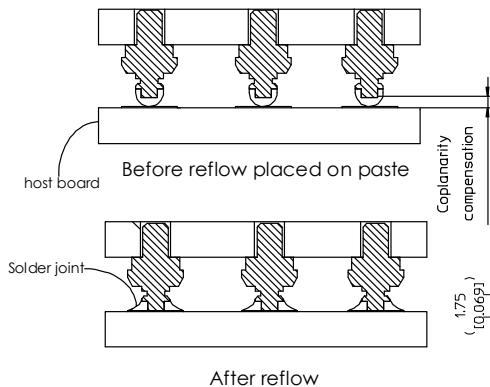 host board
Before reflow placed on paste
Coplanarity
compensation
Solder joint
(1.75
[0.069]
After reflow